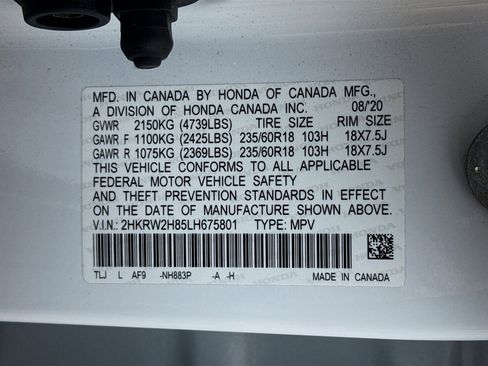 MFD. IN CANADA BY HONDA OF CANADA MFG.,
A DIVISION OF HONDA CANADA INC. 08/'20
GVWR 2150KG (4739LBS) TIRE SIZE RIM SIZE
GAWR F 1100KG (2425LBS) 235/60R18 103H 18X7.5J
GAWR R 1075KG (2369LBS) 235/60R18 103H 18X7.5J
THIS VEHICLE CONFORMS TO ALL APPLICABLE
FEDERAL MOTOR VEHICLE SAFETY
AND THEFT PREVENTION STANDARDS IN EFFECT
ON THE DATE OF MANUFACTURE SHOWN ABOVE.
V.I.N.: 2HKRW2H85LH675801 TYPE: MPV
TLJ L AF9 -NH883P -A -H MADE IN CANADA